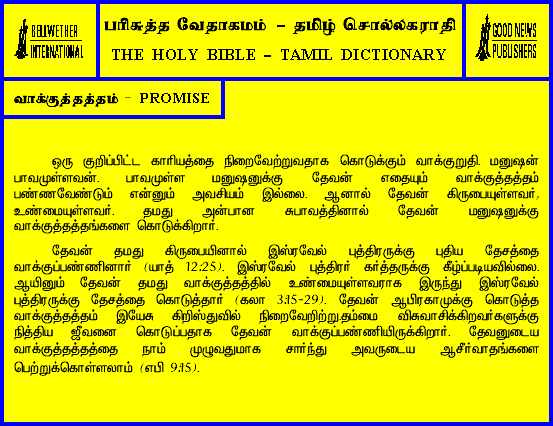 BELLWETHER
INTERNATIONAL
பரிசுத்த வேதாகமம் - தமிழ் சொல்லகராதி
THE HOLY BIBLE - TAMIL DICTIONARY
GOOD NEWS
PUBLISHERS
வாக்குத்தத்தம் - PROMISE
ஒரு குறிப்பிட்ட காரியத்தை நிறைவேற்றுவதாக கொடுக்கும் வாக்குறுதி. மனுஷன்
பாவமுள்ளவன். பாவமுள்ள மனுஷனுக்கு தேவன் எதையும் வாக்குத்தத்தம்
பண்ணவேண்டும் என்னும் அவசியம் இல்லை. ஆனால் தேவன் கிருபையுள்ளவர்,
உண்மையுள்ளவர். தமது அன்பான சுபாவத்தினால் தேவன் மனுஷனுக்கு
வாக்குத்தத்தங்களை கொடுக்கிறார்.
தேவன் தமது கிருபையினால் இஸ்ரவேல் புத்திரருக்கு புதிய தேசத்தை
வாக்குப்பண்ணினார் (யாத் 12:25). இஸ்ரவேல் புத்திரர் கர்த்தருக்கு கீழ்ப்படியவில்லை.
ஆயினும் தேவன் தமது வாக்குத்தத்தில் உண்மையுள்ளவராக இருந்து இஸ்ரவேல்
புத்திரருக்கு தேசத்தை கொடுத்தார் (கலா 3:15-29). தேவன் ஆபிரகாமுக்கு கொடுத்த
வாக்குத்தத்தம் இயேசு கிறிஸ்துவில் நிறைவேறிற்று.தம்மை விசுவாசிக்கிறவர்களுக்கு
நித்திய ஜீவனை கொடுப்பதாக தேவன் வாக்குப்பண்ணியிருக்கிறார். தேவனுடைய
வாக்குத்தத்தத்தை நாம் முழுவதுமாக சார்ந்து அவருடைய ஆசீர்வாதங்களை
பெற்றுக்கொள்ளலாம் (எபி 9:15).